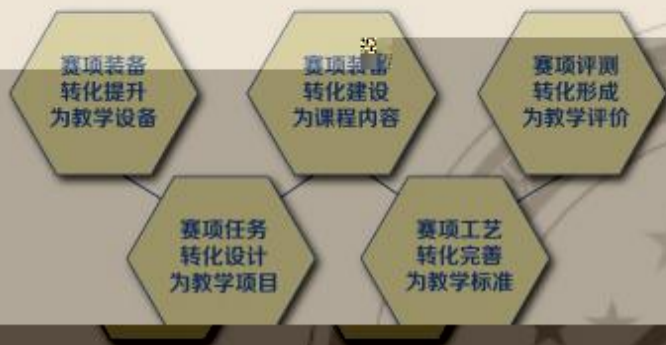 赛项装备
转化提升
为教学设备
赛项装备
转化建设
为课程内容
赛项评测
转化形成
为教学评价
赛项任务
转化设计
为教学项目
赛项工艺
转化完善
为教学标准